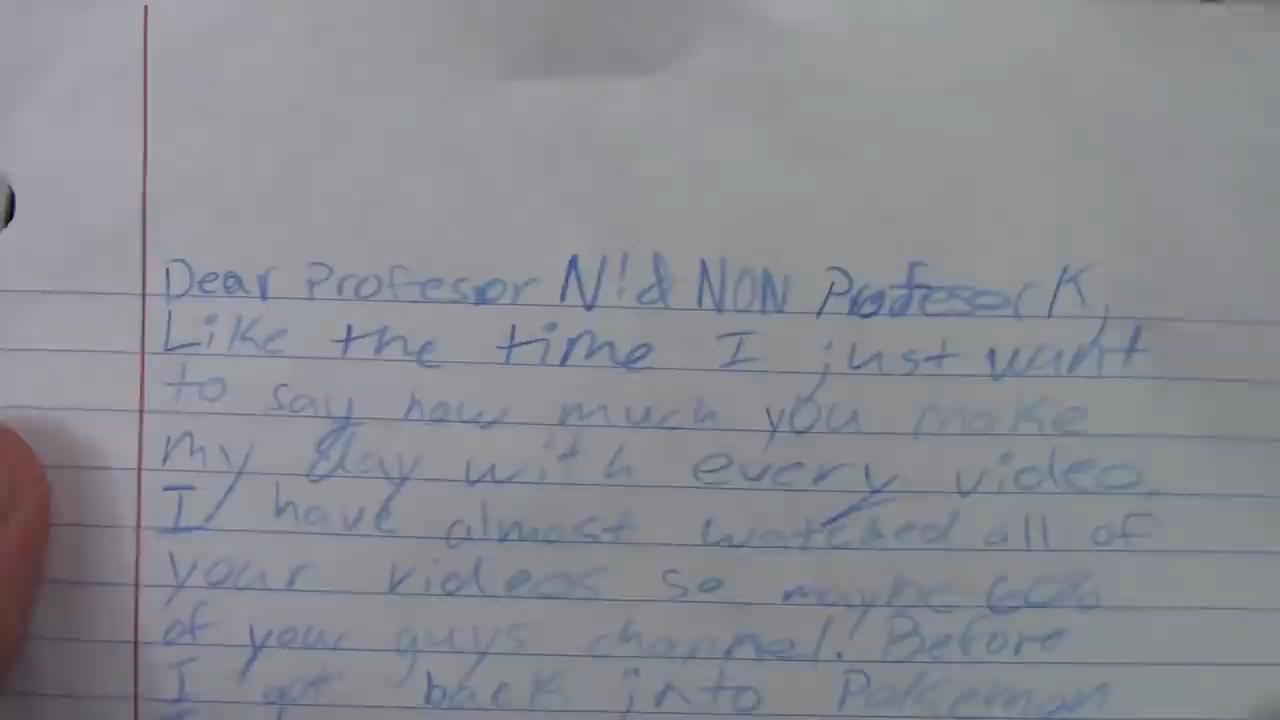 Dear Profesor N! & NON Profesor K,
Like the time I just want
to say how much you make
my day with every video.
I have almost watched all of
your videos so maybe 60%
of your guys channel! Before
I got back into Pokemon